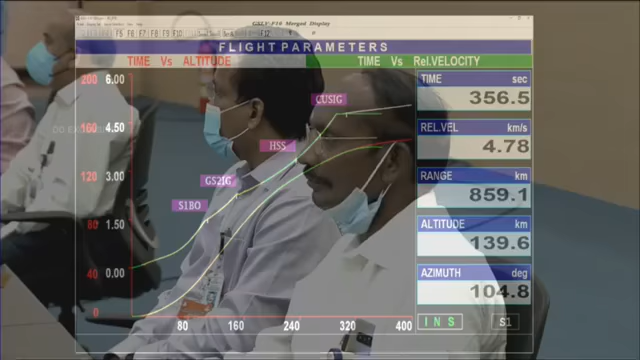 GSLV-F10 Merged Display
FLIGHT PARAMETERS
TIME Vs ALTITUDE
TIME Vs Rel.VELOCITY
200 6.00
160 4.50
120 3.00
80 1.50
40 0.00
0
80 160 240 320 400
CUSIG
HSS
GS2IG
S1BO
TIME sec
356.5
REL.VEL km/s
4.78
RANGE km
859.1
ALTITUDE km
139.6
AZIMUTH deg
104.8
INS
S1